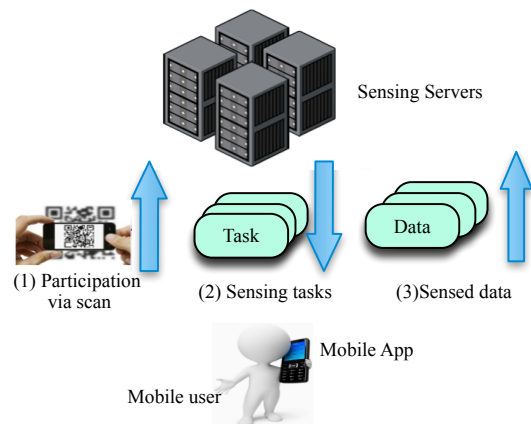 Sensing Servers
Task
Data
(1) Participation
via scan
(2) Sensing tasks
(3)Sensed data
Mobile App
Mobile user